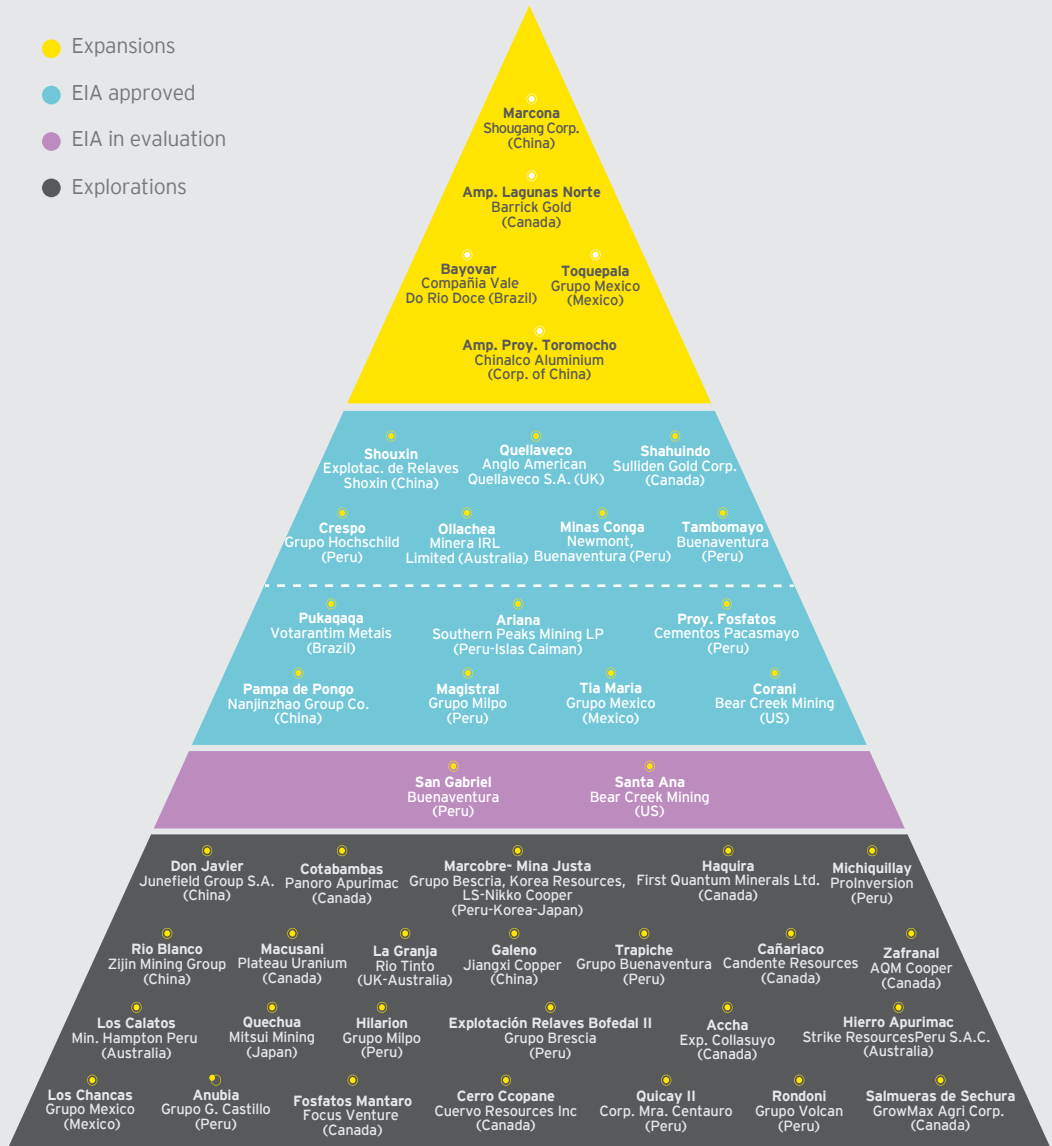 Expansions
EIA approved
EIA in evaluation
Explorations
Marcona
Shougang Corp.
(China)
Amp. Lagunas Norte
Barrick Gold
(Canada)
Bayovar
Compañia Vale
Do Rio Doce (Brazil)
Toquepala
Grupo Mexico
(Mexico)
Amp. Proy. Toromocho
Chinalco Aluminium
(Corp. of China)
Shouxin
Explotac. de Relaves
Shoxin (China)
Quellaveco
Anglo American
Quellaveco S.A. (UK)
Shahuindo
Sulliden Gold Corp.
(Canada)
Crespo
Grupo Hochschild
(Peru)
Ollachea
Minera IRL
Limited (Australia)
Minas Conga
Newmont,
Buenaventura (Peru)
Tambomayo
Buenaventura
(Peru)
Pukaqaqa
Votarantim Metais
(Brazil)
Ariana
Southern Peaks Mining LP
(Peru-Islas Caiman)
Proy. Fosfatos
Cementos Pacasmayo
(Peru)
Pampa de Pongo
Nanjinzhao Group Co.
(China)
Magistral
Grupo Milpo
(Peru)
Tia Maria
Grupo Mexico
(Mexico)
Corani
Bear Creek Mining
(US)
San Gabriel
Buenaventura
(Peru)
Santa Ana
Bear Creek Mining
(US)
Don Javier
Junefield Group S.A.
(China)
Cotabambas
Panoro Apurimac
(Canada)
Marcobre- Mina Justa
Grupo Bescria, Korea Resources,
LS-Nikko Cooper
(Peru-Korea-Japan)
Haquira
First Quantum Minerals Ltd.
(Canada)
Michiquillay
ProInversion
(Peru)
Rio Blanco
Zijin Mining Group
(China)
Macusani
Plateau Uranium
(Canada)
La Granja
Rio Tinto
(UK-Australia)
Galeno
Jiangxi Copper
(China)
Trapiche
Grupo Buenaventura
(Peru)
Cañariaco
Candente Resources
(Canada)
Zafranal
AQM Cooper
(Canada)
Los Calatos
Min. Hampton Peru
(Australia)
Quechua
Mitsui Mining
(Japan)
Hilarion
Grupo Milpo
(Peru)
Explotación Relaves Bofedal II
Grupo Brescia
(Peru)
Accha
Exp. Collasuyo
(Canada)
Hierro Apurimac
Strike ResourcesPeru S.A.C.
(Australia)
Los Chancas
Grupo Mexico
(Mexico)
Anubia
Grupo G. Castillo
(Peru)
Fosfatos Mantaro
Focus Venture
(Canada)
Cerro Ccopane
Cuervo Resources Inc
(Canada)
Quicay II
Corp. Mra. Centauro
(Peru)
Rondoni
Grupo Volcan
(Peru)
Salmueras de Sechura
GrowMax Agri Corp.
(Canada)